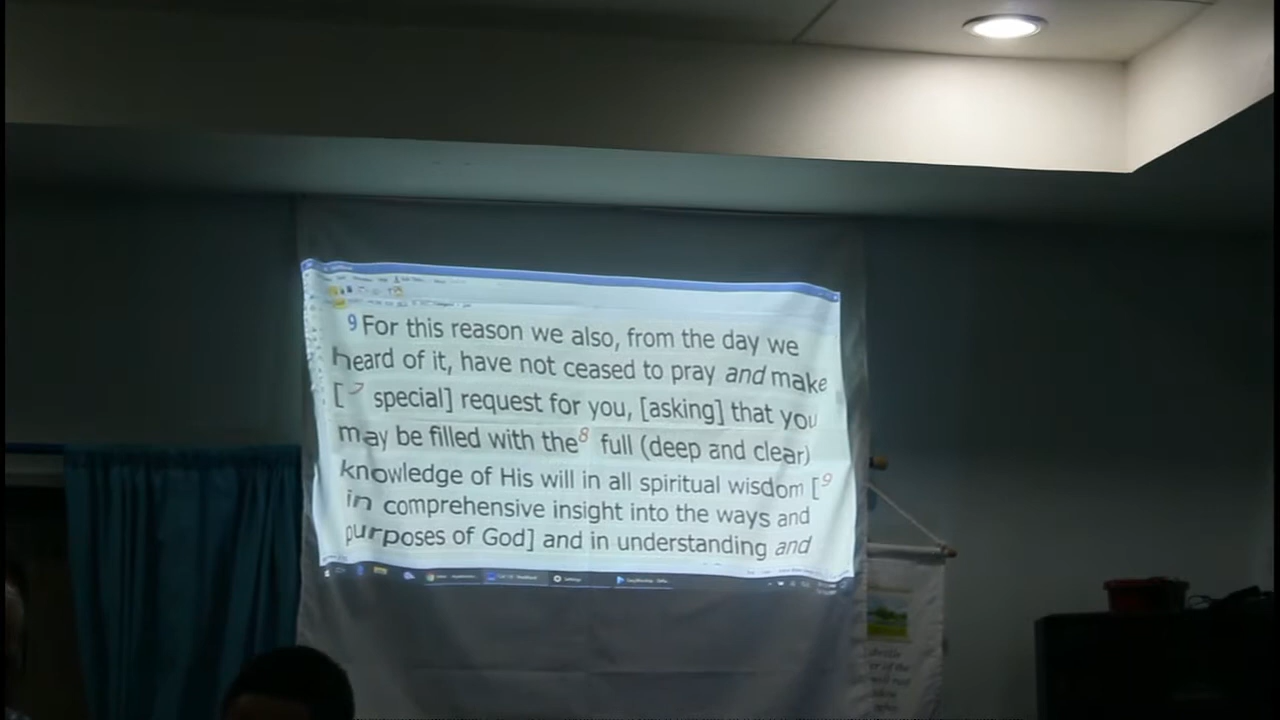 9 For this reason we also, from the day we
heard of it, have not ceased to pray and make
[7 special] request for you, [asking] that you
may be filled with the8 full (deep and clear)
knowledge of His will in all spiritual wisdom [9
in comprehensive insight into the ways and
purposes of God] and in understanding and